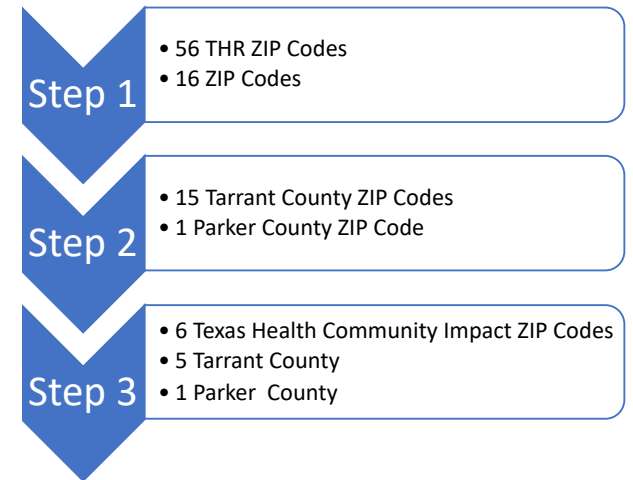 Step 1
• 56 THR ZIP Codes
• 16 ZIP Codes
Step 2
• 15 Tarrant County ZIP Codes
• 1 Parker County ZIP Code
Step 3
• 6 Texas Health Community Impact ZIP Codes
• 5 Tarrant County
• 1 Parker  County